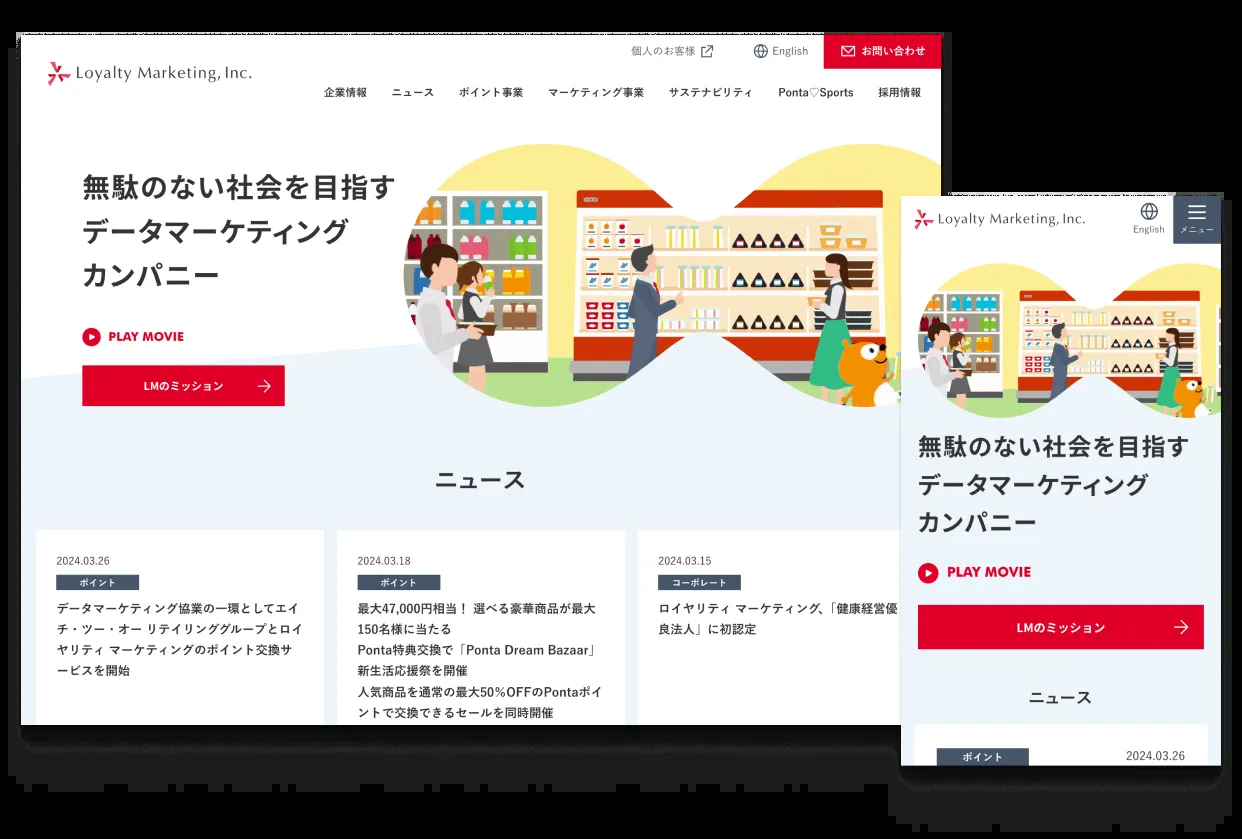 個人のお客様
English
お問い合わせ
Loyalty Marketing, Inc.
企業情報 ニュース ポイント事業 マーケティング事業 サステナビリティ Ponta♡Sports 採用情報
無駄のない社会を目指す
データマーケティング
カンパニー
PLAY MOVIE
LMのミッション
ニュース
2024.03.26
ポイント
データマーケティング協業の一環としてエイ
チ・ツー・オー リテイリンググループとロイ
ヤリティ マーケティングのポイント交換サ
ービスを開始
2024.03.18
ポイント
最大47,000円相当！ 選べる豪華商品が最大
150名様に当たる
Ponta特典交換で「Ponta Dream Bazaar」
新生活応援祭を開催
人気商品を通常の最大50％OFFのPontaポイ
ントで交換できるセールを同時開催
2024.03.15
コーポレート
ロイヤリティ マーケティング、「健康経営優
良法人」に初認定
Loyalty Marketing, Inc.
English
メニュー
無駄のない社会を目指す
データマーケティング
カンパニー
PLAY MOVIE
LMのミッション
ニュース
ポイント
2024.03.26